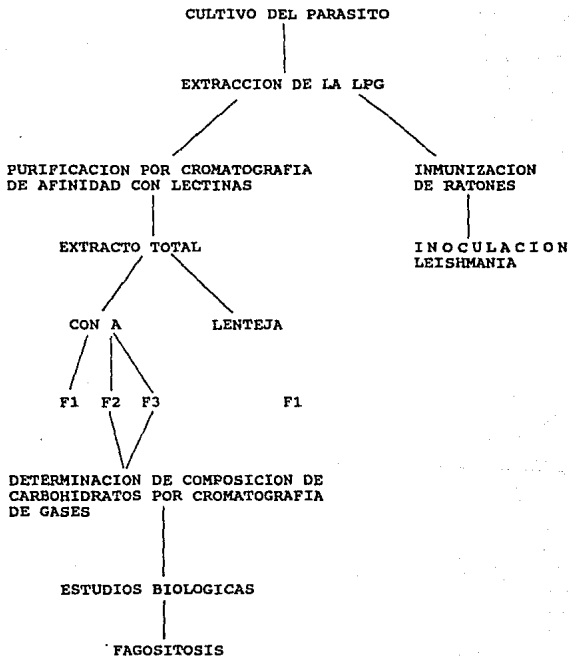 CULTIVO DEL PARASITO
EXTRACCION DE LA LPG
PURIFICACION POR CROMATOGRAFIA
DE AFINIDAD CON LECTINAS
INMUNIZACION
DE RATONES
EXTRACTO TOTAL
INOCULACION
LEISHMANIA
CON A
LENTEJA
F1 F2 F3 F1
DETERMINACION DE COMPOSICION DE
CARBOHIDRATOS POR CROMATOGRAFIA
DE GASES
ESTUDIOS BIOLOGICAS
FAGOSITOSIS